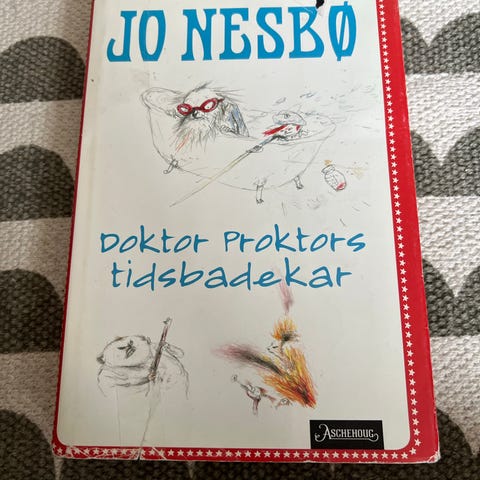 JO NESBØ
Doktor Proktors
tidsbadekar
ASCHEHOUG